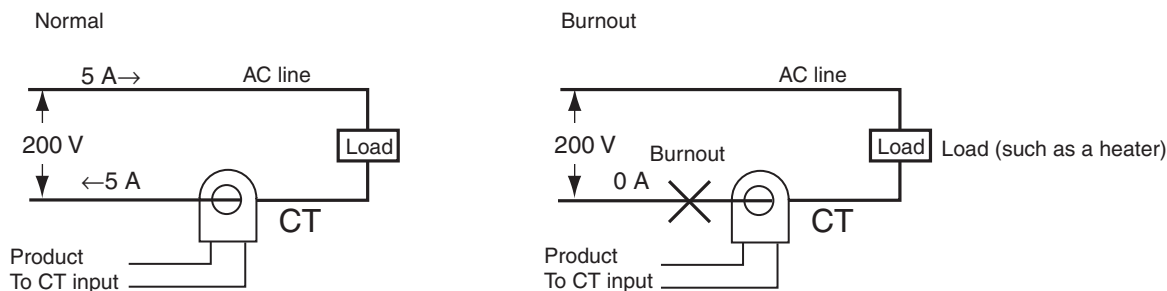 Normal
5 A→
AC line
200 V
Load
←5 A
CT
Product
To CT input
Burnout
AC line
200 V
Burnout
Load
Load (such as a heater)
0 A
CT
Product
To CT input